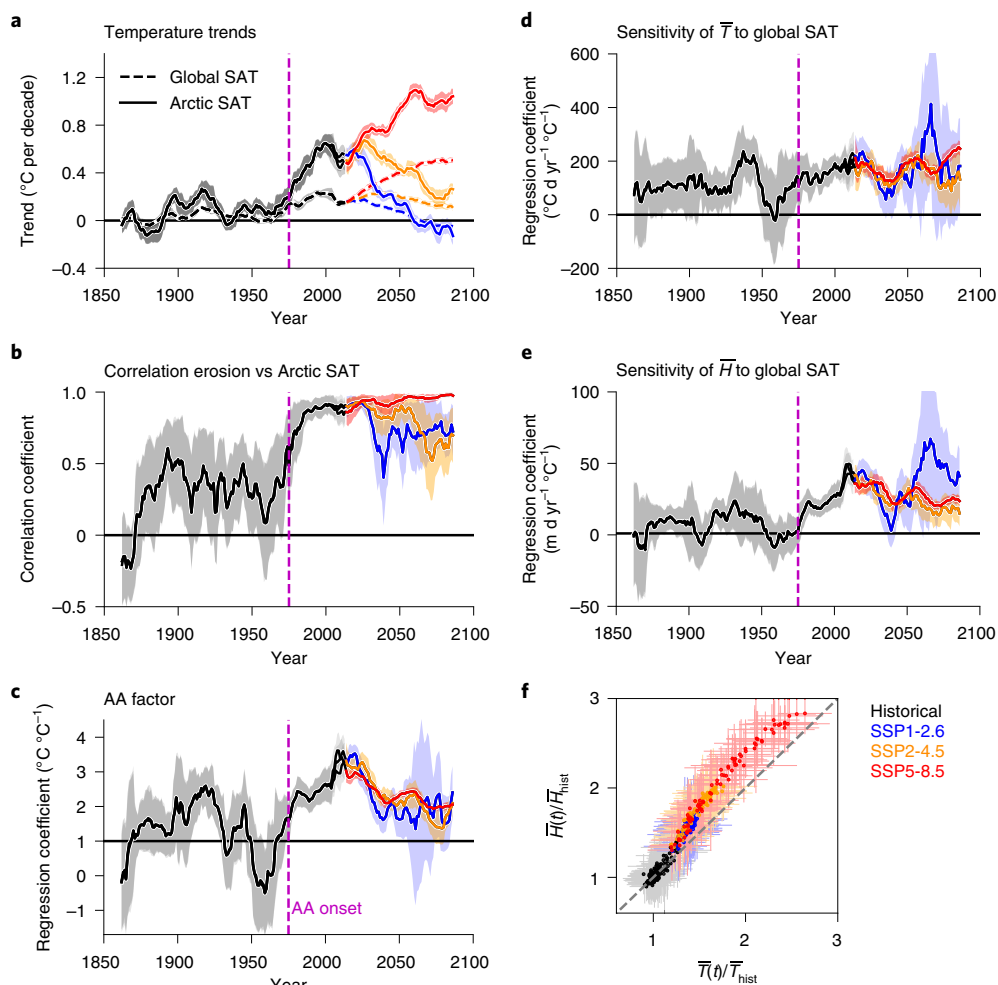 a
Temperature trends
Global SAT
Arctic SAT
Trend (°C per decade)
1.2
0.8
0.4
0
–0.4
1850 1900 1950 2000 2050 2100
Year
b
Correlation erosion vs Arctic SAT
Correlation coefficient
1.0
0.5
0
–0.5
1850 1900 1950 2000 2050 2100
Year
c
AA factor
Regression coefficient (°C °C⁻¹)
4
3
2
1
0
–1
AA onset
1850 1900 1950 2000 2050 2100
Year
d
Sensitivity of T̅ to global SAT
Regression coefficient
(°C d yr⁻¹ °C⁻¹)
600
400
200
0
–200
1850 1900 1950 2000 2050 2100
Year
e
Sensitivity of H̅ to global SAT
Regression coefficient
(m d yr⁻¹ °C⁻¹)
100
50
0
–50
1850 1900 1950 2000 2050 2100
Year
f
H̅(t)/H̅hist
3
2
1
1 2 3
T̅(t)/T̅hist
Historical
SSP1-2.6
SSP2-4.5
SSP5-8.5